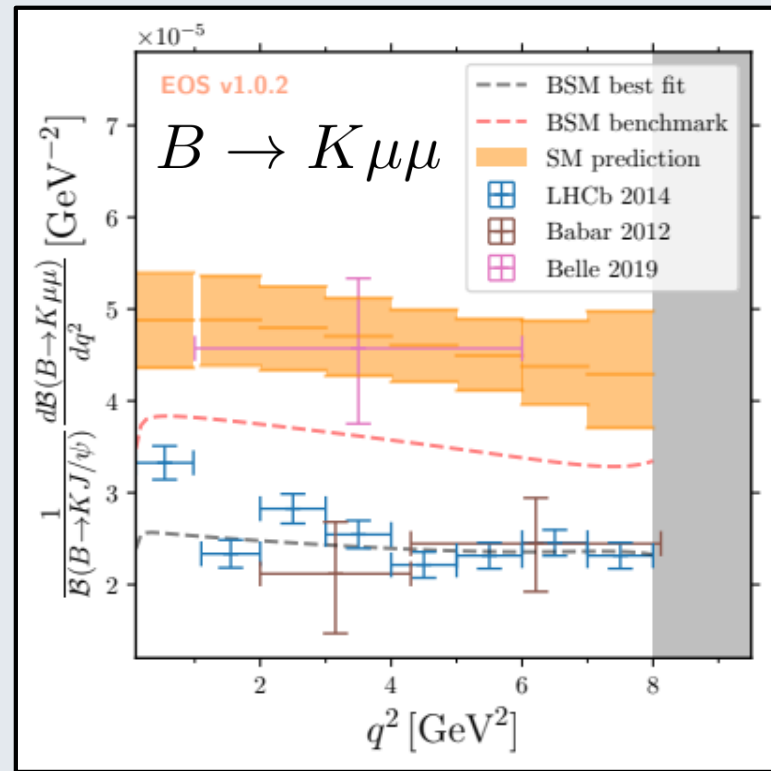 ×10⁻⁵
EOS v1.0.2
B → Kμμ
BSM best fit
BSM benchmark
SM prediction
LHCb 2014
Babar 2012
Belle 2019
1/𝓑(B→KJ/ψ) d𝓑(B→Kμμ)/dq² [GeV⁻²]
7
6
5
4
3
2
2 4 6 8
q² [GeV²]